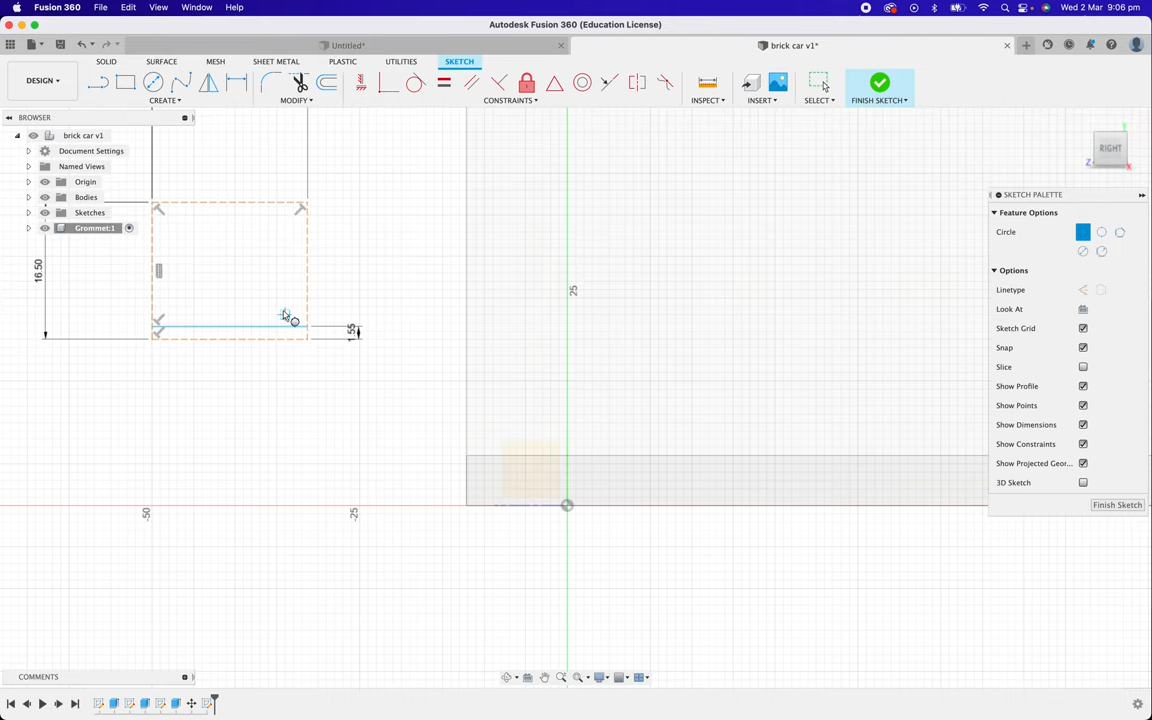 Fusion 360 File Edit View Window Help Wed 2 Mar 9:06 pm
Autodesk Fusion 360 (Education License)
Untitled* brick car v1*
SOLID SURFACE MESH SHEET METAL PLASTIC UTILITIES SKETCH
DESIGN
CREATE MODIFY CONSTRAINTS INSPECT INSERT SELECT FINISH SKETCH
BROWSER
brick car v1
Document Settings
Named Views
Origin
Bodies
Sketches
Grommet:1
16.50
1.55
25
-50
-25
RIGHT
Z
X
Y
SKETCH PALETTE
Feature Options
Circle
Options
Linetype
Look At
Sketch Grid
Snap
Slice
Show Profile
Show Points
Show Dimensions
Show Constraints
Show Projected Geor...
3D Sketch
Finish Sketch
COMMENTS